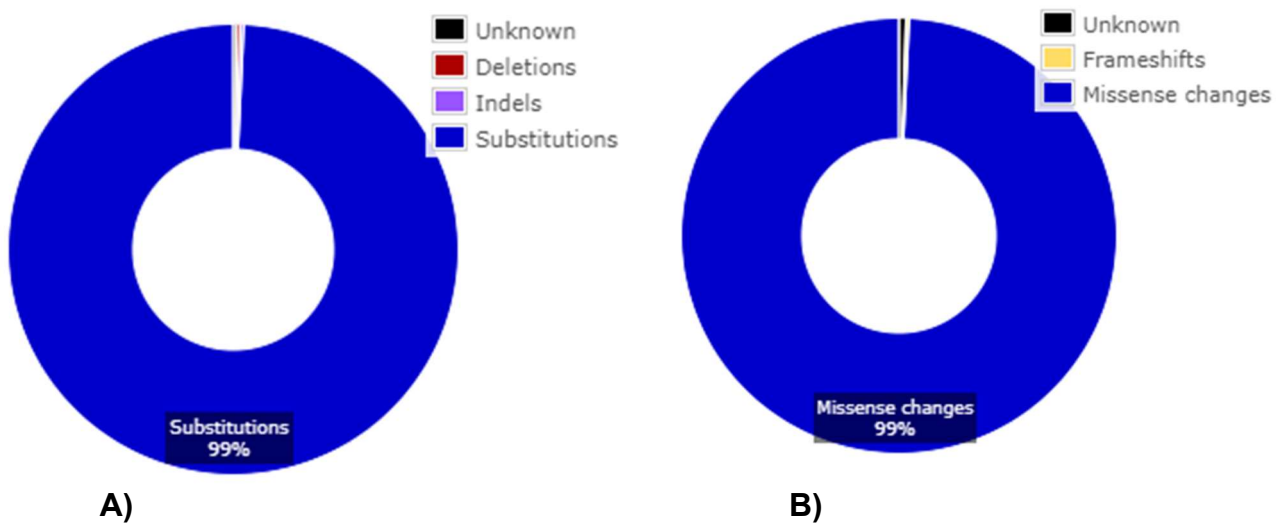 Unknown
Deletions
Indels
Substitutions
Substitutions
99%
A)
Unknown
Frameshifts
Missense changes
Missense changes
99%
B)